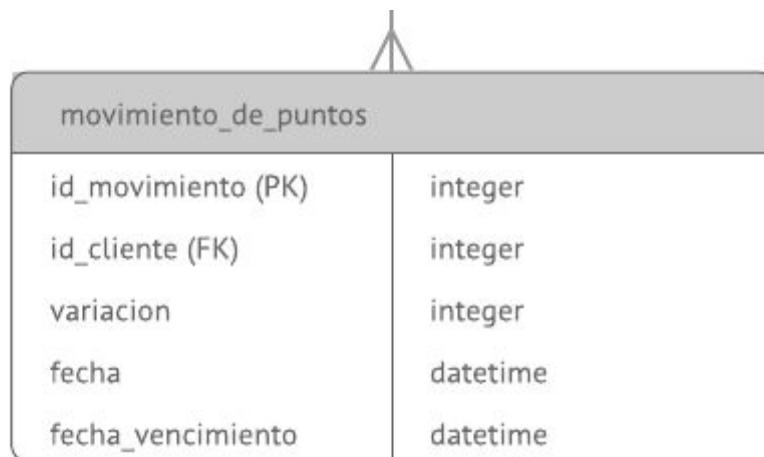 movimiento_de_puntos
id_movimiento (PK) integer
id_cliente (FK) integer
variacion integer
fecha datetime
fecha_vencimiento datetime